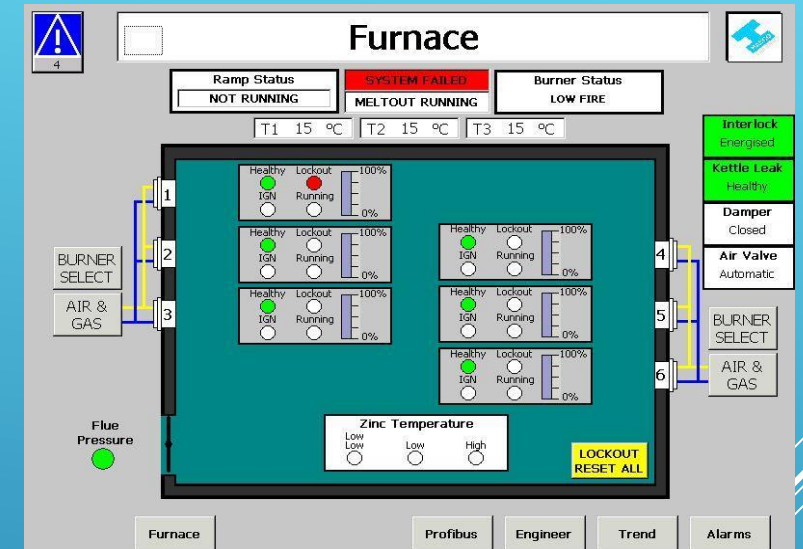 Furnace
4
Ramp Status
NOT RUNNING
SYSTEM FAILED
MELTOUT RUNNING
Burner Status
LOW FIRE
T1 15 ºC
T2 15 ºC
T3 15 ºC
Interlock
Energised
Kettle Leak
Healthy
Damper
Closed
Air Valve
Automatic
1
Healthy Lockout 100%
IGN Running
0%
2
Healthy Lockout 100%
IGN Running
0%
3
Healthy Lockout 100%
IGN Running
0%
BURNER
SELECT
AIR &
GAS
4
Healthy Lockout 100%
IGN Running
0%
5
Healthy Lockout 100%
IGN Running
0%
6
Healthy Lockout 100%
IGN Running
0%
BURNER
SELECT
AIR &
GAS
Flue
Pressure
Zinc Temperature
Low
Low Low High
LOCKOUT
RESET ALL
Furnace
Profibus
Engineer
Trend
Alarms